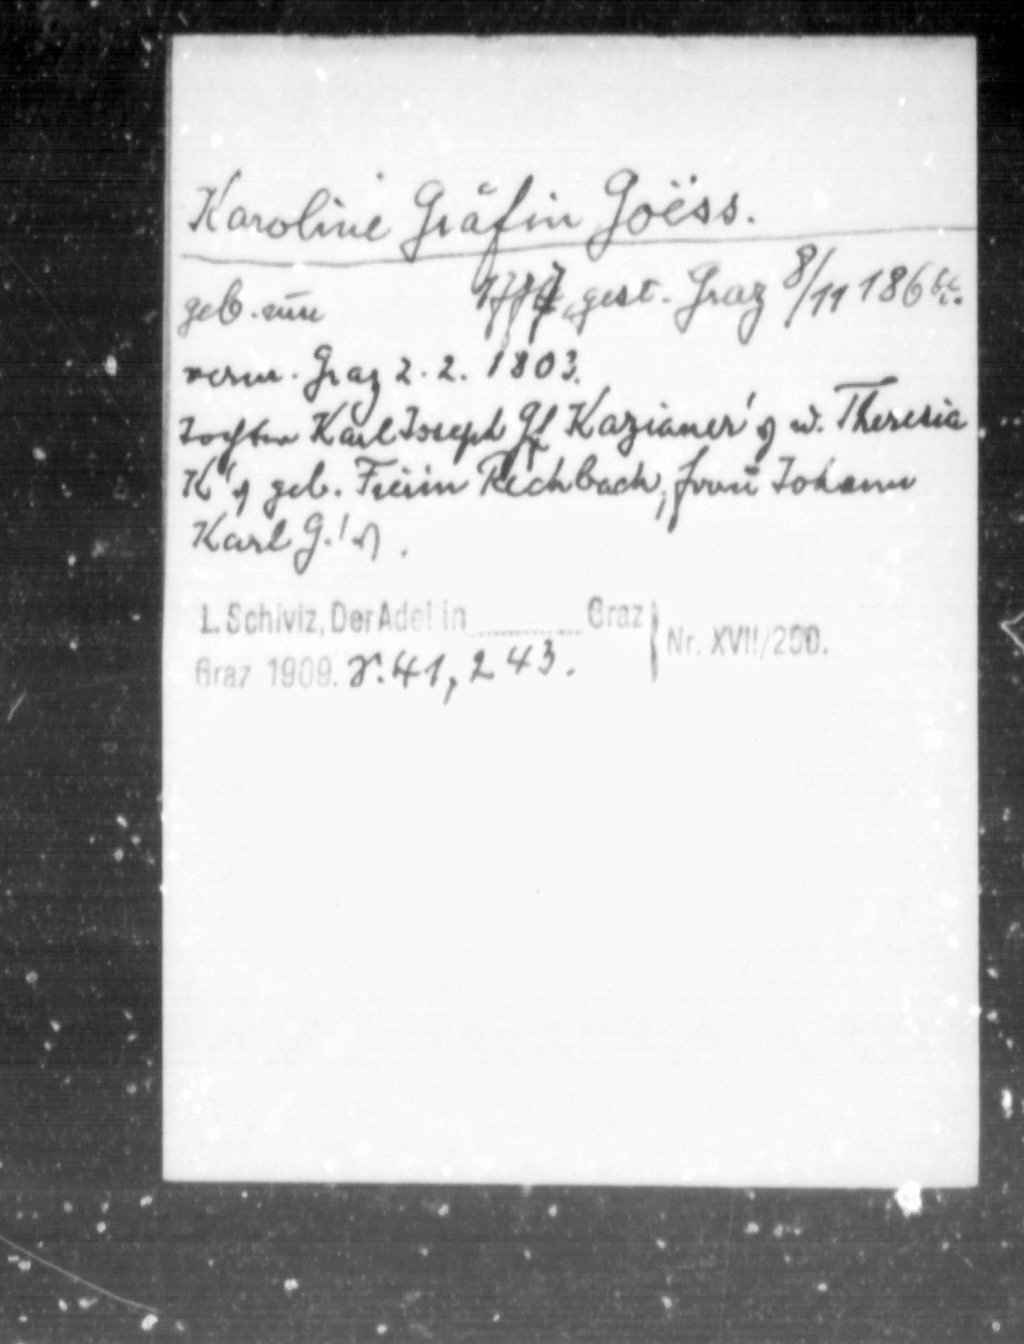 Karoline Gräfin Goëss.
geb. um gest. Graz 8/11 186
verm. Graz 2. 2. 1803.
Tochter Karl Joseph Gf Kazianer's u. Theresia
K's geb. Freiin Rechbach, Frau Johann
Karl G.'s.
L. Schiviz, Der Adel in ........ Graz
Graz 1909. S. 41, 243.
Nr. XVII/200.